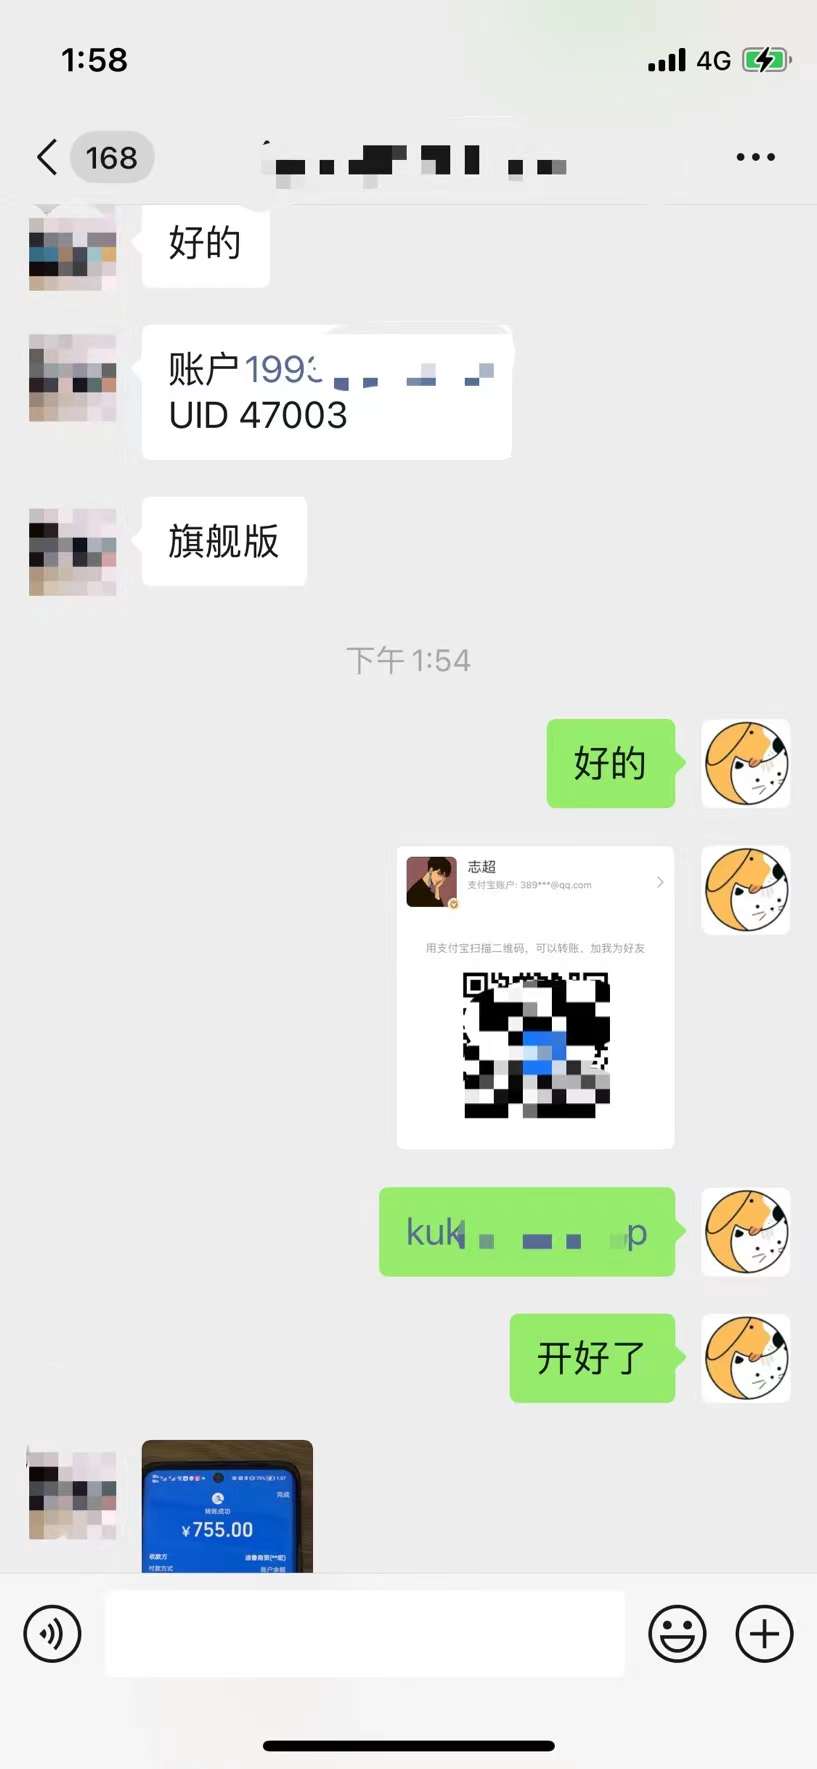 1:58
4G
168
好的
账户1993
UID 47003
旗舰版
下午 1:54
好的
志超
支付宝账户: 389***@qq.com
用支付宝扫描二维码，可以转账、加我为好友
kuk
p
开好了
完成
转账成功
¥755.00
收款方
付款方式
账户余额